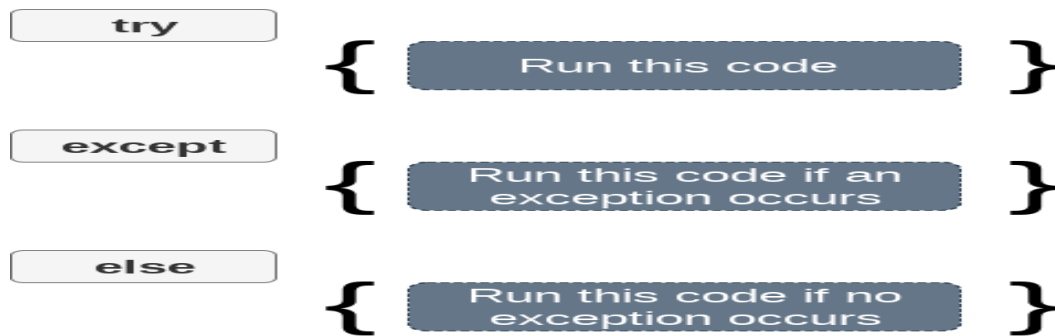 try
{ Run this code }
except
{ Run this code if an
exception occurs }
else
{ Run this code if no
exception occurs }